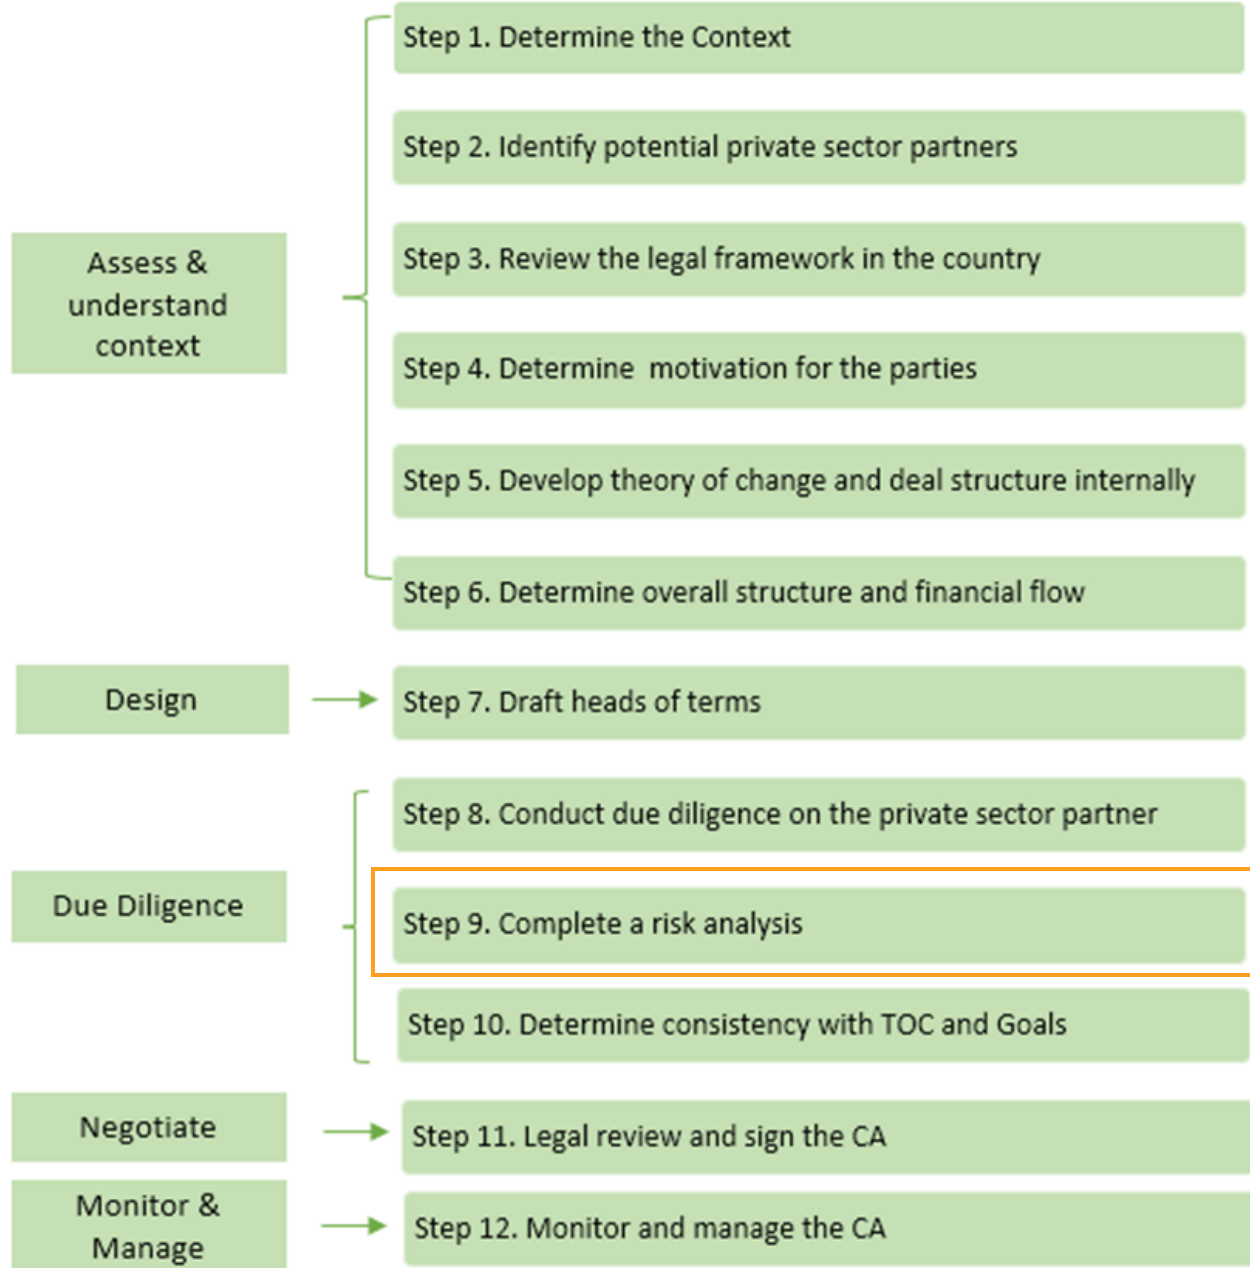 Step 1. Determine the Context
Step 2. Identify potential private sector partners
Assess &
understand
context
Step 3. Review the legal framework in the country
Step 4. Determine  motivation for the parties
Step 5. Develop theory of change and deal structure internally
Step 6. Determine overall structure and financial flow
Design
Step 7. Draft heads of terms
Due Diligence
Step 8. Conduct due diligence on the private sector partner
Step 9. Complete a risk analysis
Step 10. Determine consistency with TOC and Goals
Negotiate
Step 11. Legal review and sign the CA
Monitor &
Manage
Step 12. Monitor and manage the CA